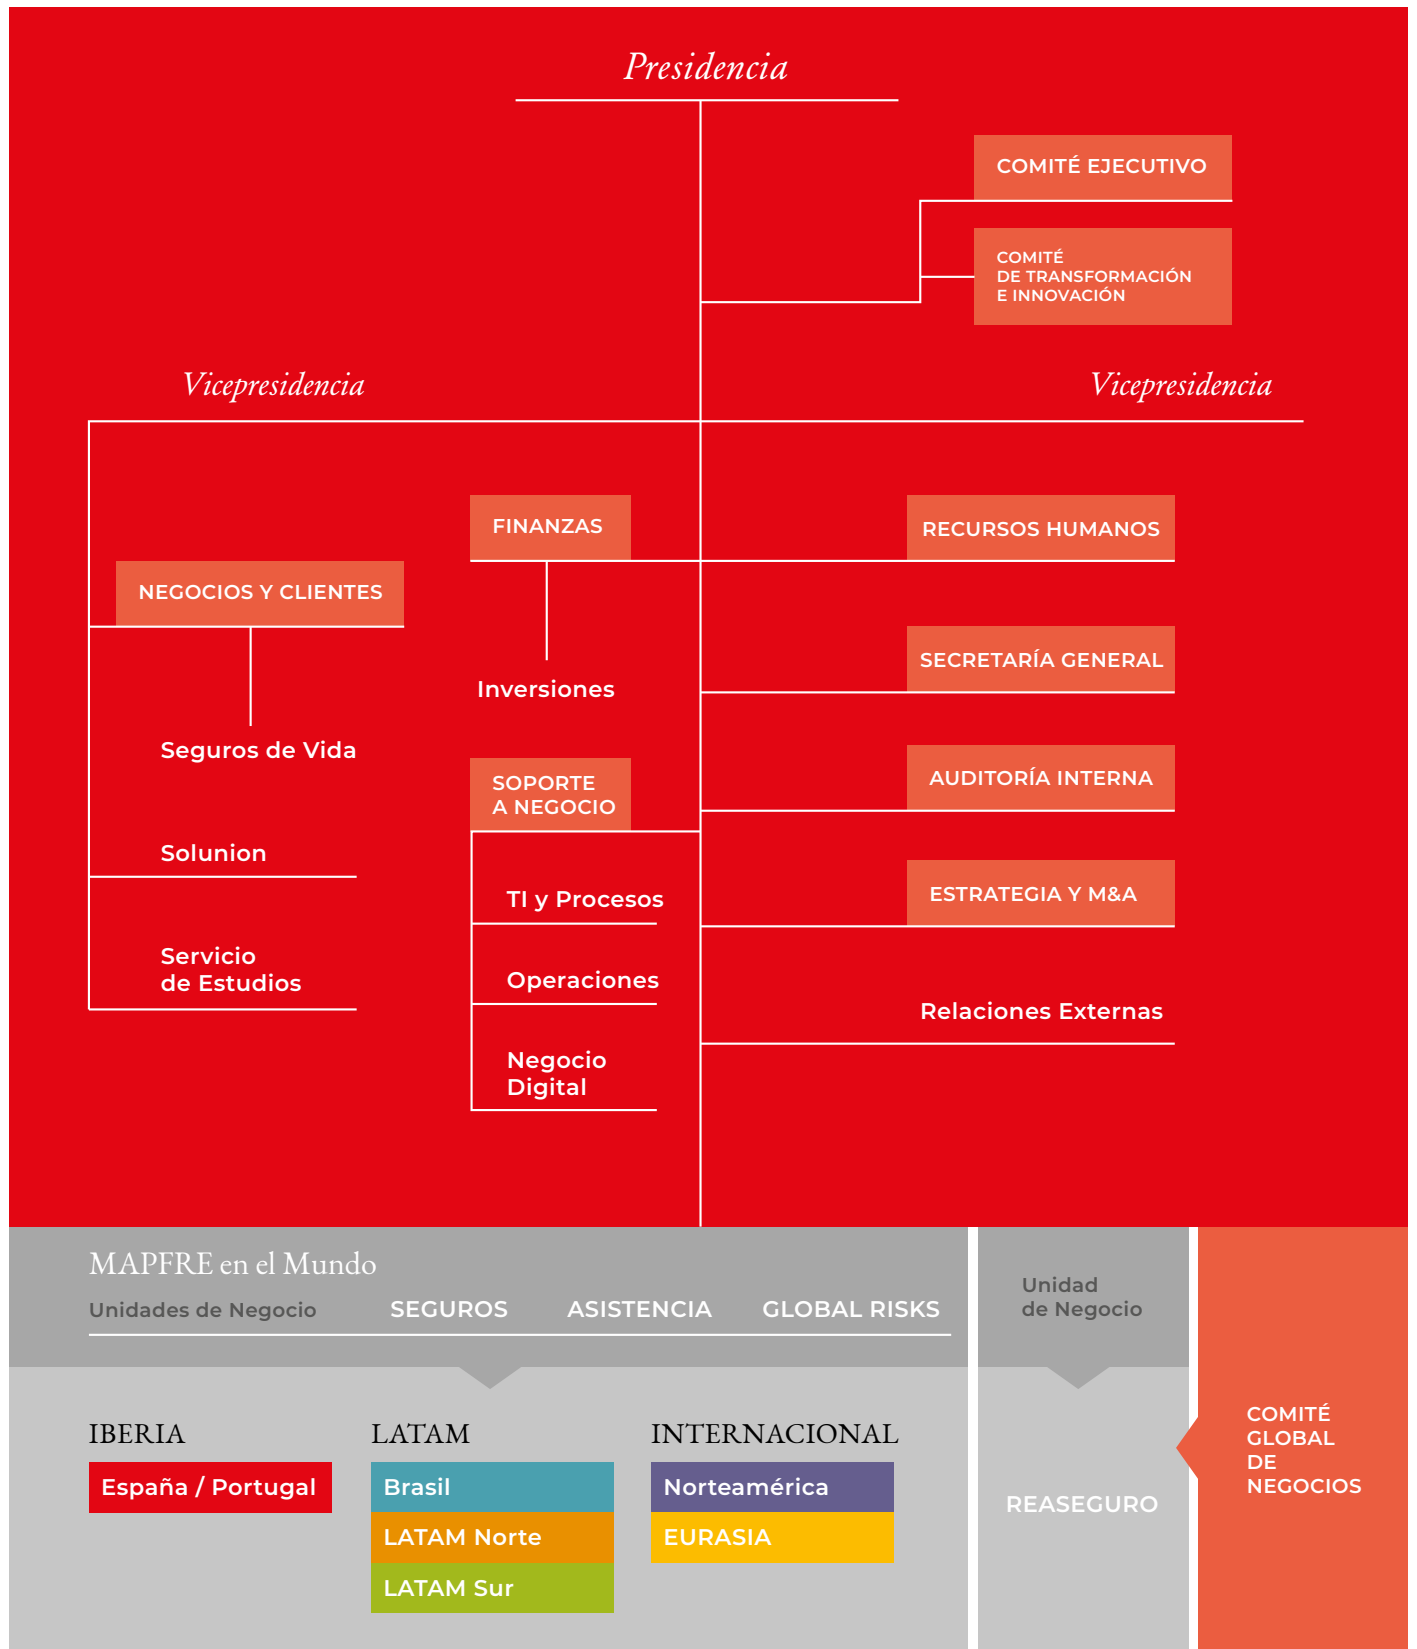 Presidencia
COMITÉ EJECUTIVO
COMITÉ
DE TRANSFORMACIÓN
E INNOVACIÓN
Vicepresidencia
Vicepresidencia
NEGOCIOS Y CLIENTES
Seguros de Vida
Solunion
Servicio
de Estudios
FINANZAS
Inversiones
SOPORTE
A NEGOCIO
TI y Procesos
Operaciones
Negocio
Digital
RECURSOS HUMANOS
SECRETARÍA GENERAL
AUDITORÍA INTERNA
ESTRATEGIA Y M&A
Relaciones Externas
MAPFRE en el Mundo
Unidades de Negocio
SEGUROS
ASISTENCIA
GLOBAL RISKS
IBERIA
España / Portugal
LATAM
Brasil
LATAM Norte
LATAM Sur
INTERNACIONAL
Norteamérica
EURASIA
Unidad
de Negocio
REASEGURO
COMITÉ
GLOBAL
DE
NEGOCIOS